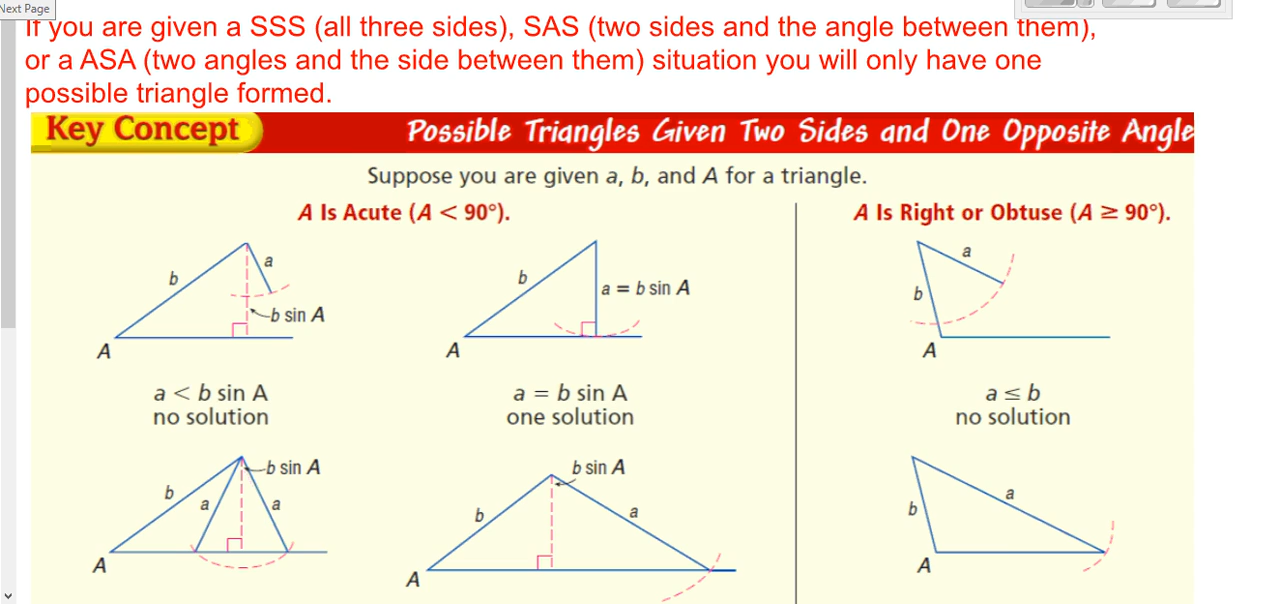 Next Page
If you are given a SSS (all three sides), SAS (two sides and the angle between them),
or a ASA (two angles and the side between them) situation you will only have one
possible triangle formed.
Key Concept
Possible Triangles Given Two Sides and One Opposite Angle
Suppose you are given a, b, and A for a triangle.
A Is Acute (A < 90°).
A Is Right or Obtuse (A ≥ 90°).
b
a
b sin A
A
b
a = b sin A
A
a
b
A
a < b sin A
no solution
a = b sin A
one solution
a ≤ b
no solution
b sin A
b
a
a
A
b sin A
b
a
A
b
a
A